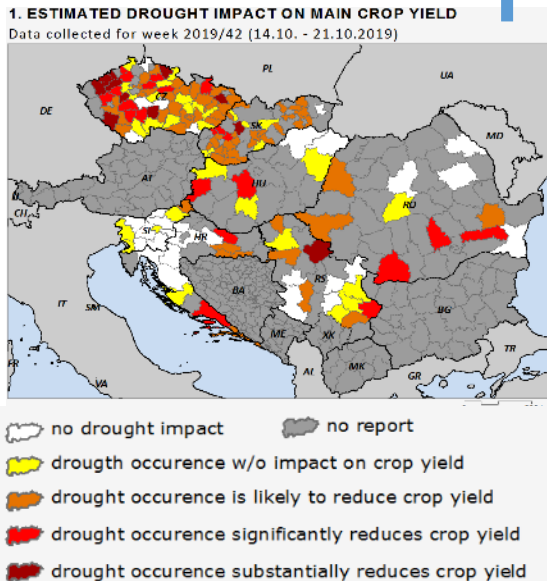 1. ESTIMATED DROUGHT IMPACT ON MAIN CROP YIELD
Data collected for week 2019/42 (14.10. - 21.10.2019)
PL
UA
DE
CZ
SK
MD
AT
HU
CH
RO
SI
HR
RS
BA
IT
SM
BG
ME
XK
TR
FR
VA
AL
MK
GR
no drought impact
no report
drougth occurence w/o impact on crop yield
drought occurence is likely to reduce crop yield
drought occurence significantly reduces crop yield
drought occurence substantially reduces crop yield